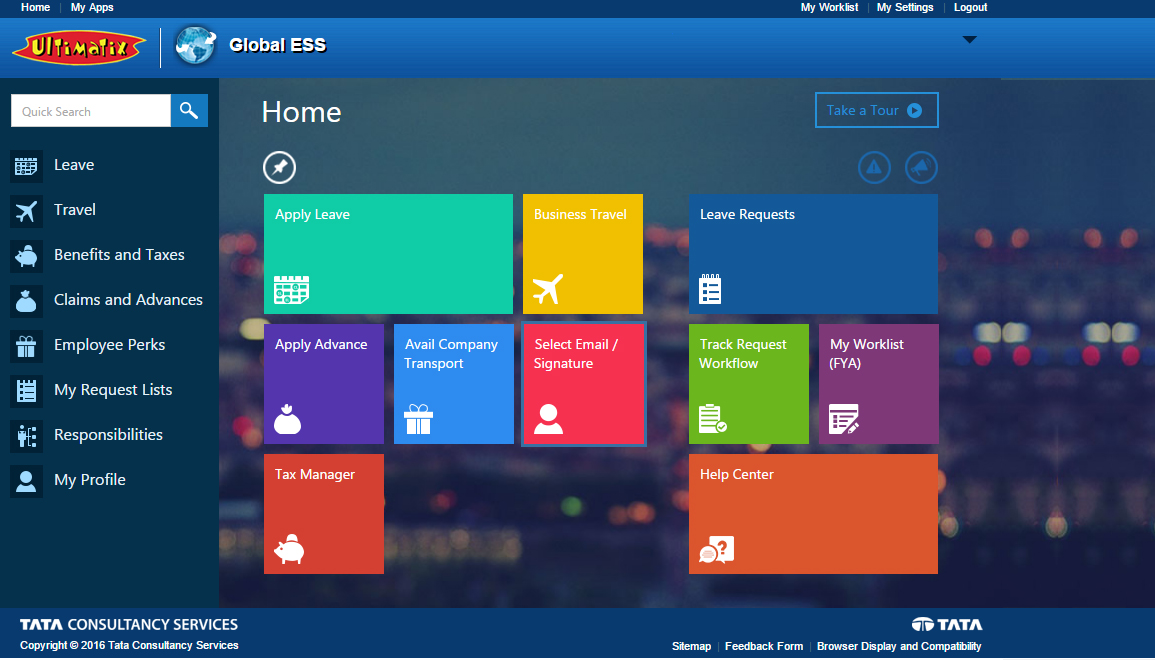 Home
My Apps
My Worklist
My Settings
Logout
Ultimatix
Global ESS
Quick Search
Leave
Travel
Benefits and Taxes
Claims and Advances
Employee Perks
My Request Lists
Responsibilities
My Profile
Home
Take a Tour
Apply Leave
Business Travel
Leave Requests
Apply Advance
Avail Company
Transport
Select Email /
Signature
Track Request
Workflow
My Worklist
(FYA)
Tax Manager
Help Center
TATA CONSULTANCY SERVICES
Copyright © 2016 Tata Consultancy Services
TATA
Sitemap
Feedback Form
Browser Display and Compatibility